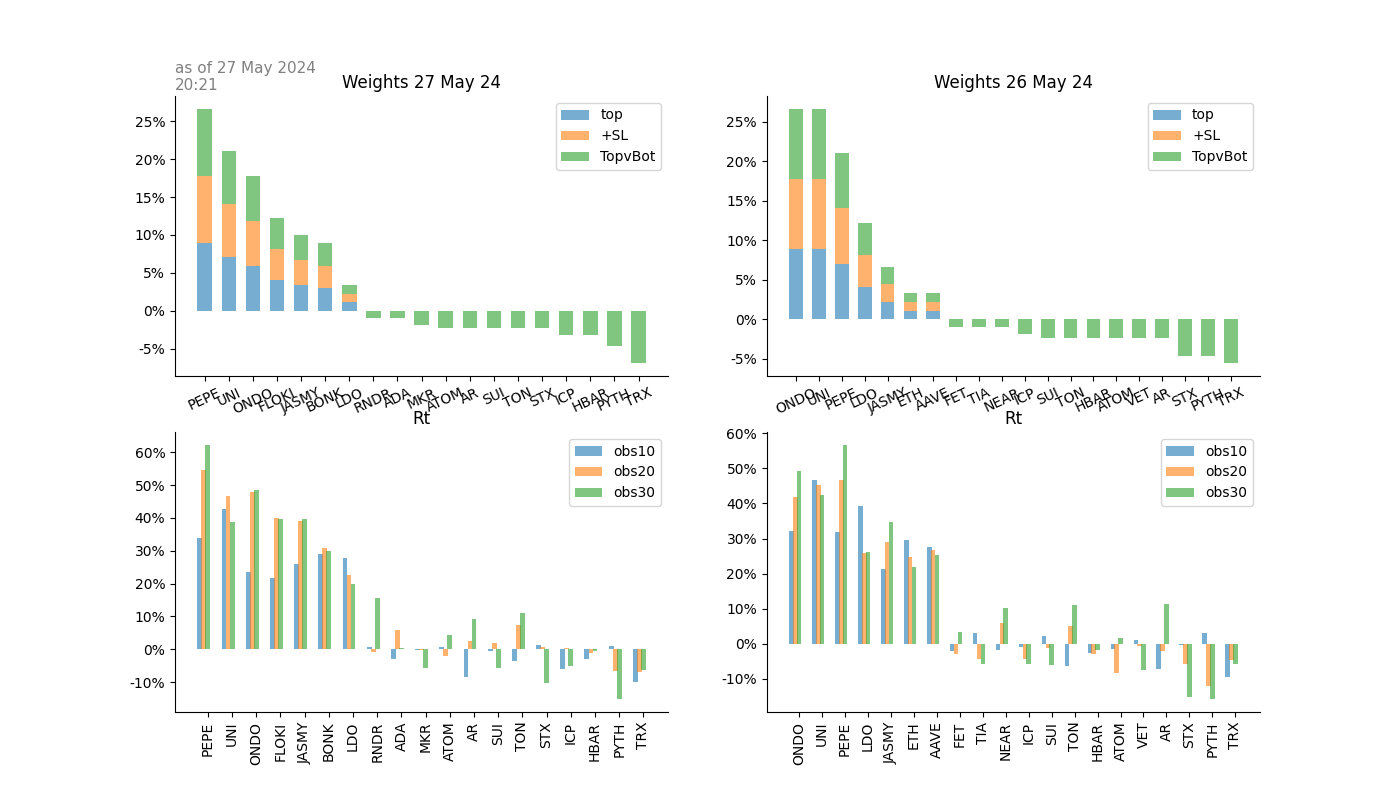 as of 27 May 2024
20:21
Weights 27 May 24
25%
20%
15%
10%
5%
0%
-5%
top
+SL
TopvBot
PEPE UNI ONDO FLOKI JASMY BONK LDO RNDR ADA MKR ATOM AR SUI TON STX ICP HBAR PYTH TRX
Weights 26 May 24
25%
20%
15%
10%
5%
0%
-5%
top
+SL
TopvBot
ONDO UNI PEPE LDO JASMY ETH AAVE FET TIA NEAR ICP SUI TON HBAR ATOM VET AR STX PYTH TRX
Rt
60%
50%
40%
30%
20%
10%
0%
-10%
obs10
obs20
obs30
PEPE UNI ONDO FLOKI JASMY BONK LDO RNDR ADA MKR ATOM AR SUI TON STX ICP HBAR PYTH TRX
Rt
60%
50%
40%
30%
20%
10%
0%
-10%
obs10
obs20
obs30
ONDO UNI PEPE LDO JASMY ETH AAVE FET TIA NEAR ICP SUI TON HBAR ATOM VET AR STX PYTH TRX